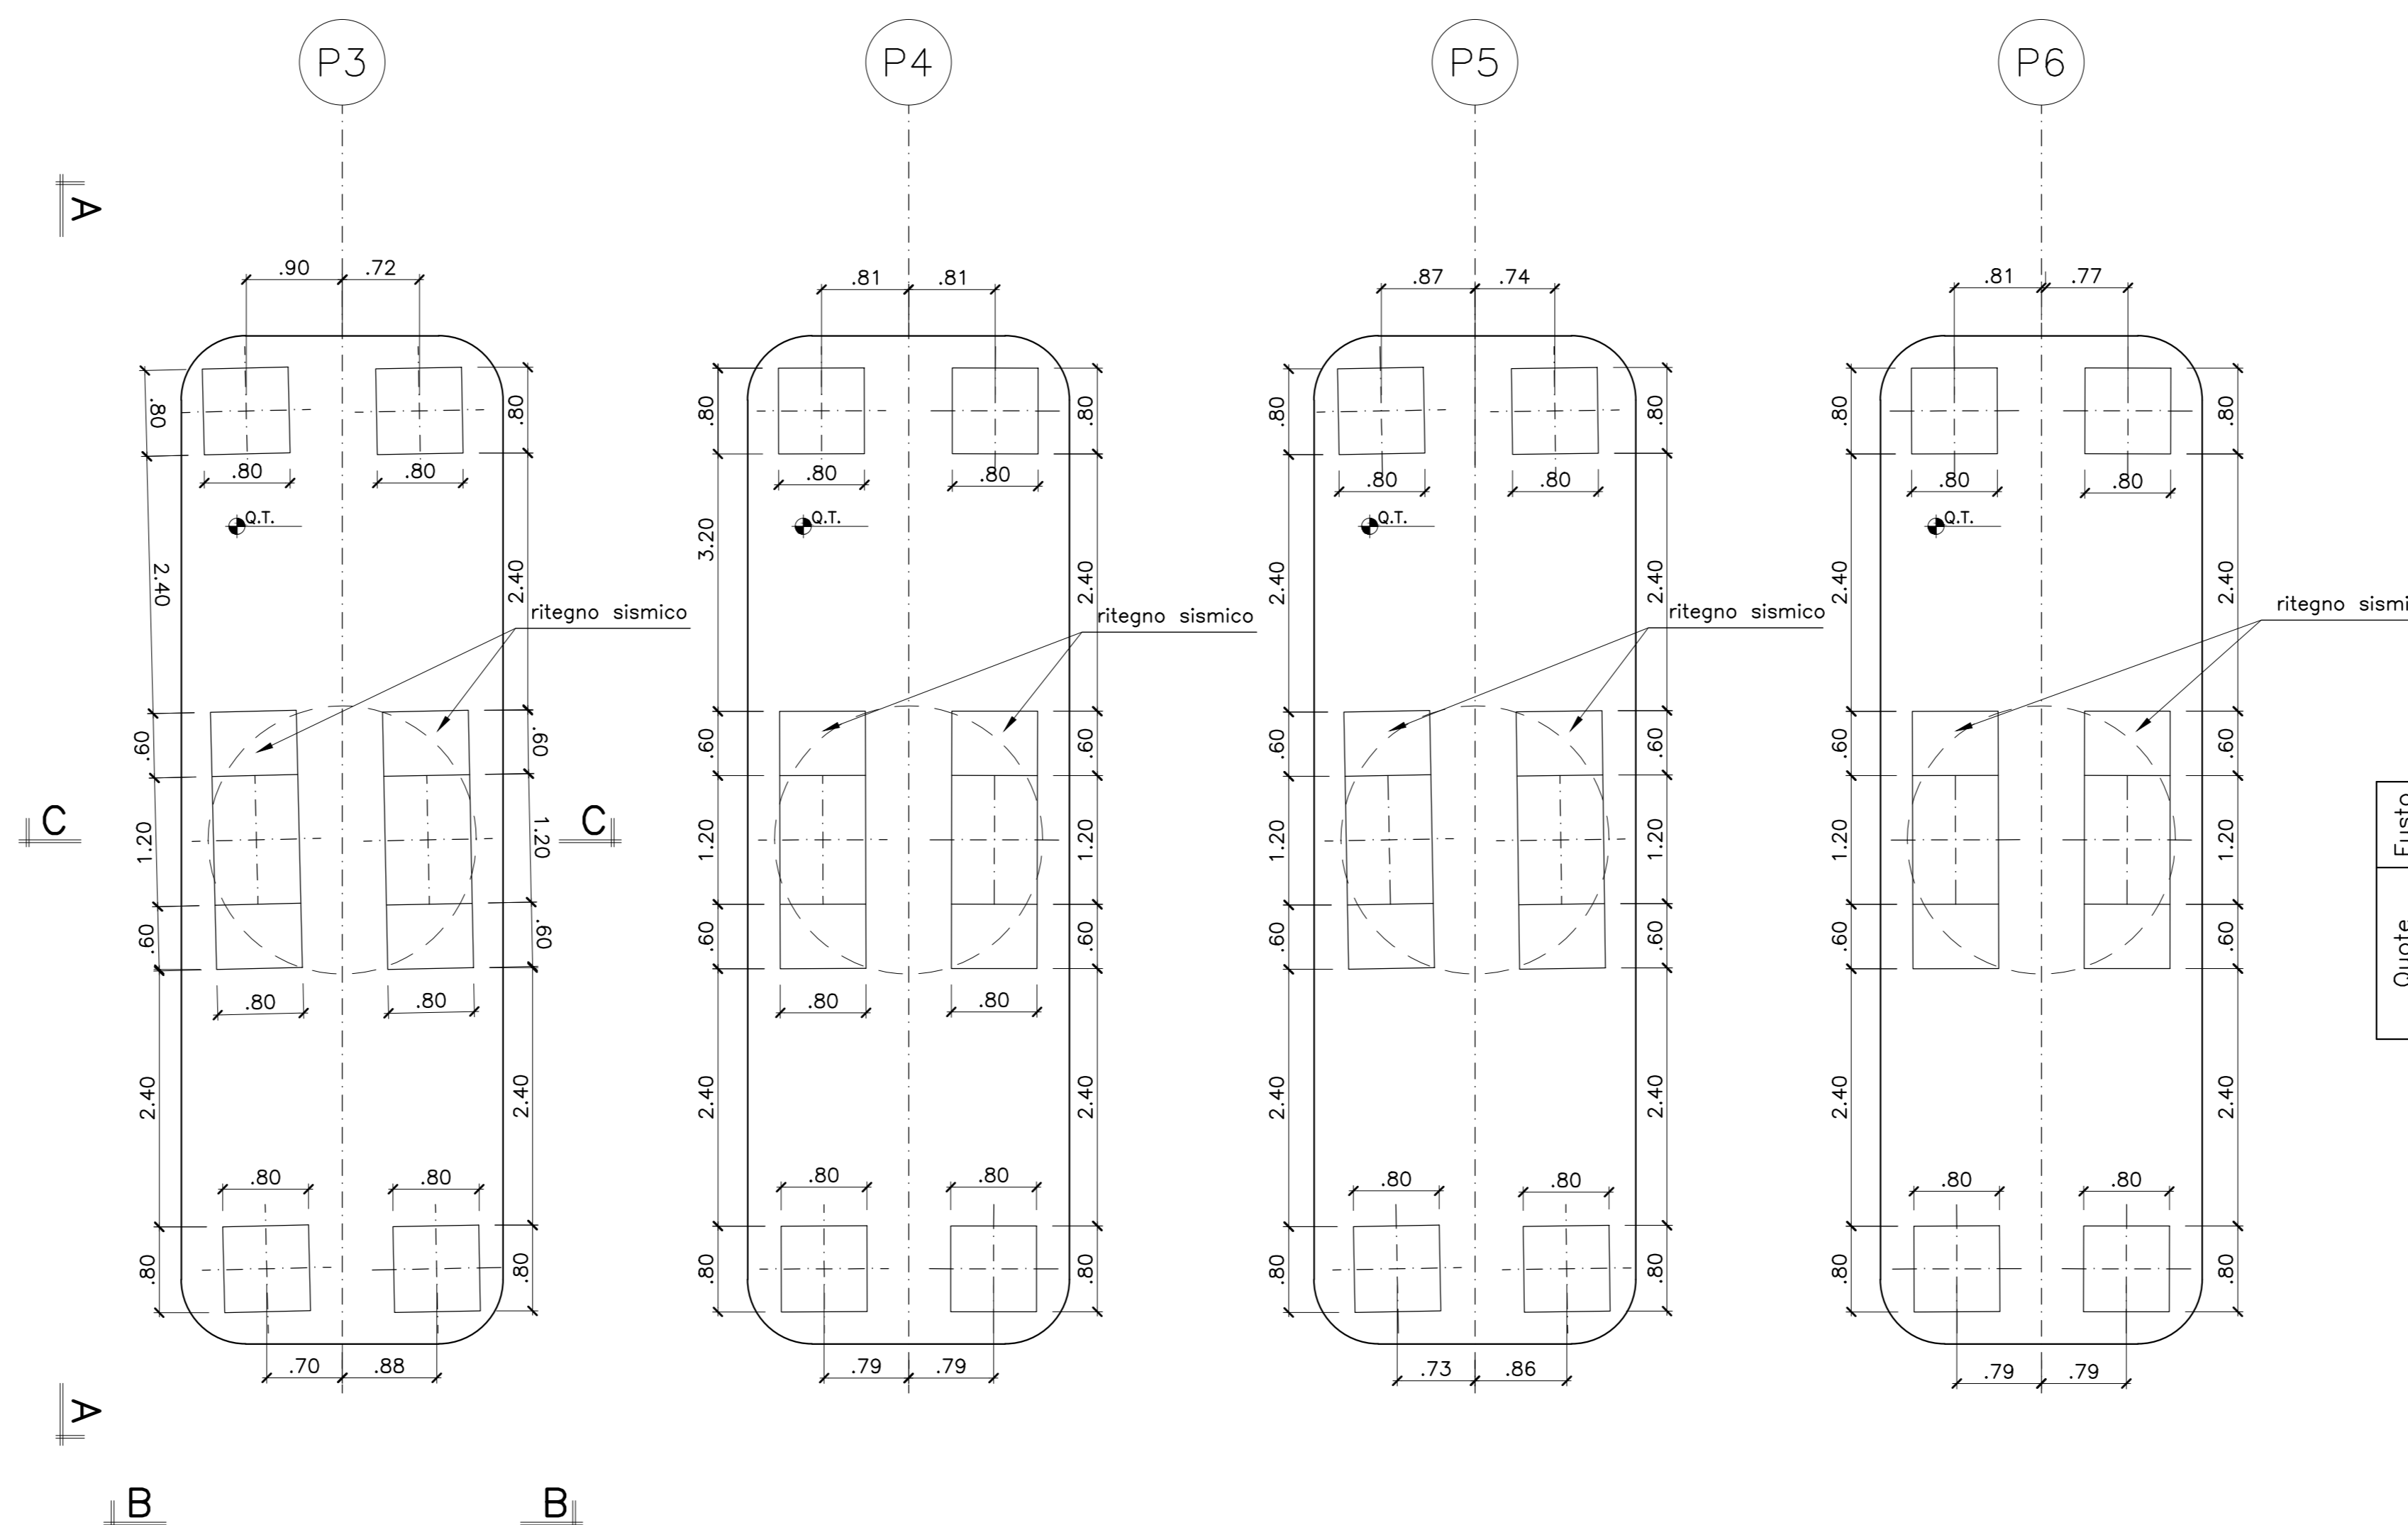 P3 P4 P5 P6
A
.90 .72 .81 .81 .87 .74 .81 .77
.80 .80 .80 .80 .80 .80 .80 .80
.80 .80 .80 .80 .80 .80 .80 .80
Q.T. Q.T. Q.T. Q.T.
2.40 2.40 3.20 2.40 2.40 2.40 2.40 2.40
ritegno sismico ritegno sismico ritegno sismico ritegno sismi
.60 .60 .60 .60 .60 .60 .60 .60
C C
1.20 1.20 1.20 1.20 1.20 1.20 1.20 1.20
Fusto
.60 .60 .60 .60 .60 .60 .60 .60
Quote
.80 .80 .80 .80
2.40 2.40 2.40 2.40 2.40 2.40 2.40 2.40
.80 .80 .80 .80 .80 .80 .80 .80
.80 .80 .80 .80 .80 .80 .80 .80
.70 .88 .79 .79 .73 .86 .79 .79
A
B B